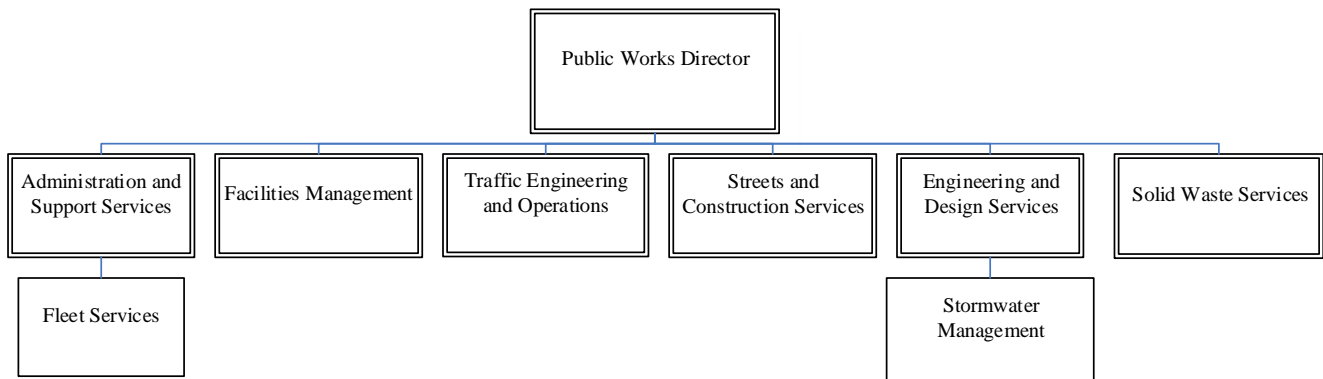 Public Works Director
Administration and
Support Services
Facilities Management
Traffic Engineering
and Operations
Streets and
Construction Services
Engineering and
Design Services
Solid Waste Services
Fleet Services
Stormwater
Management